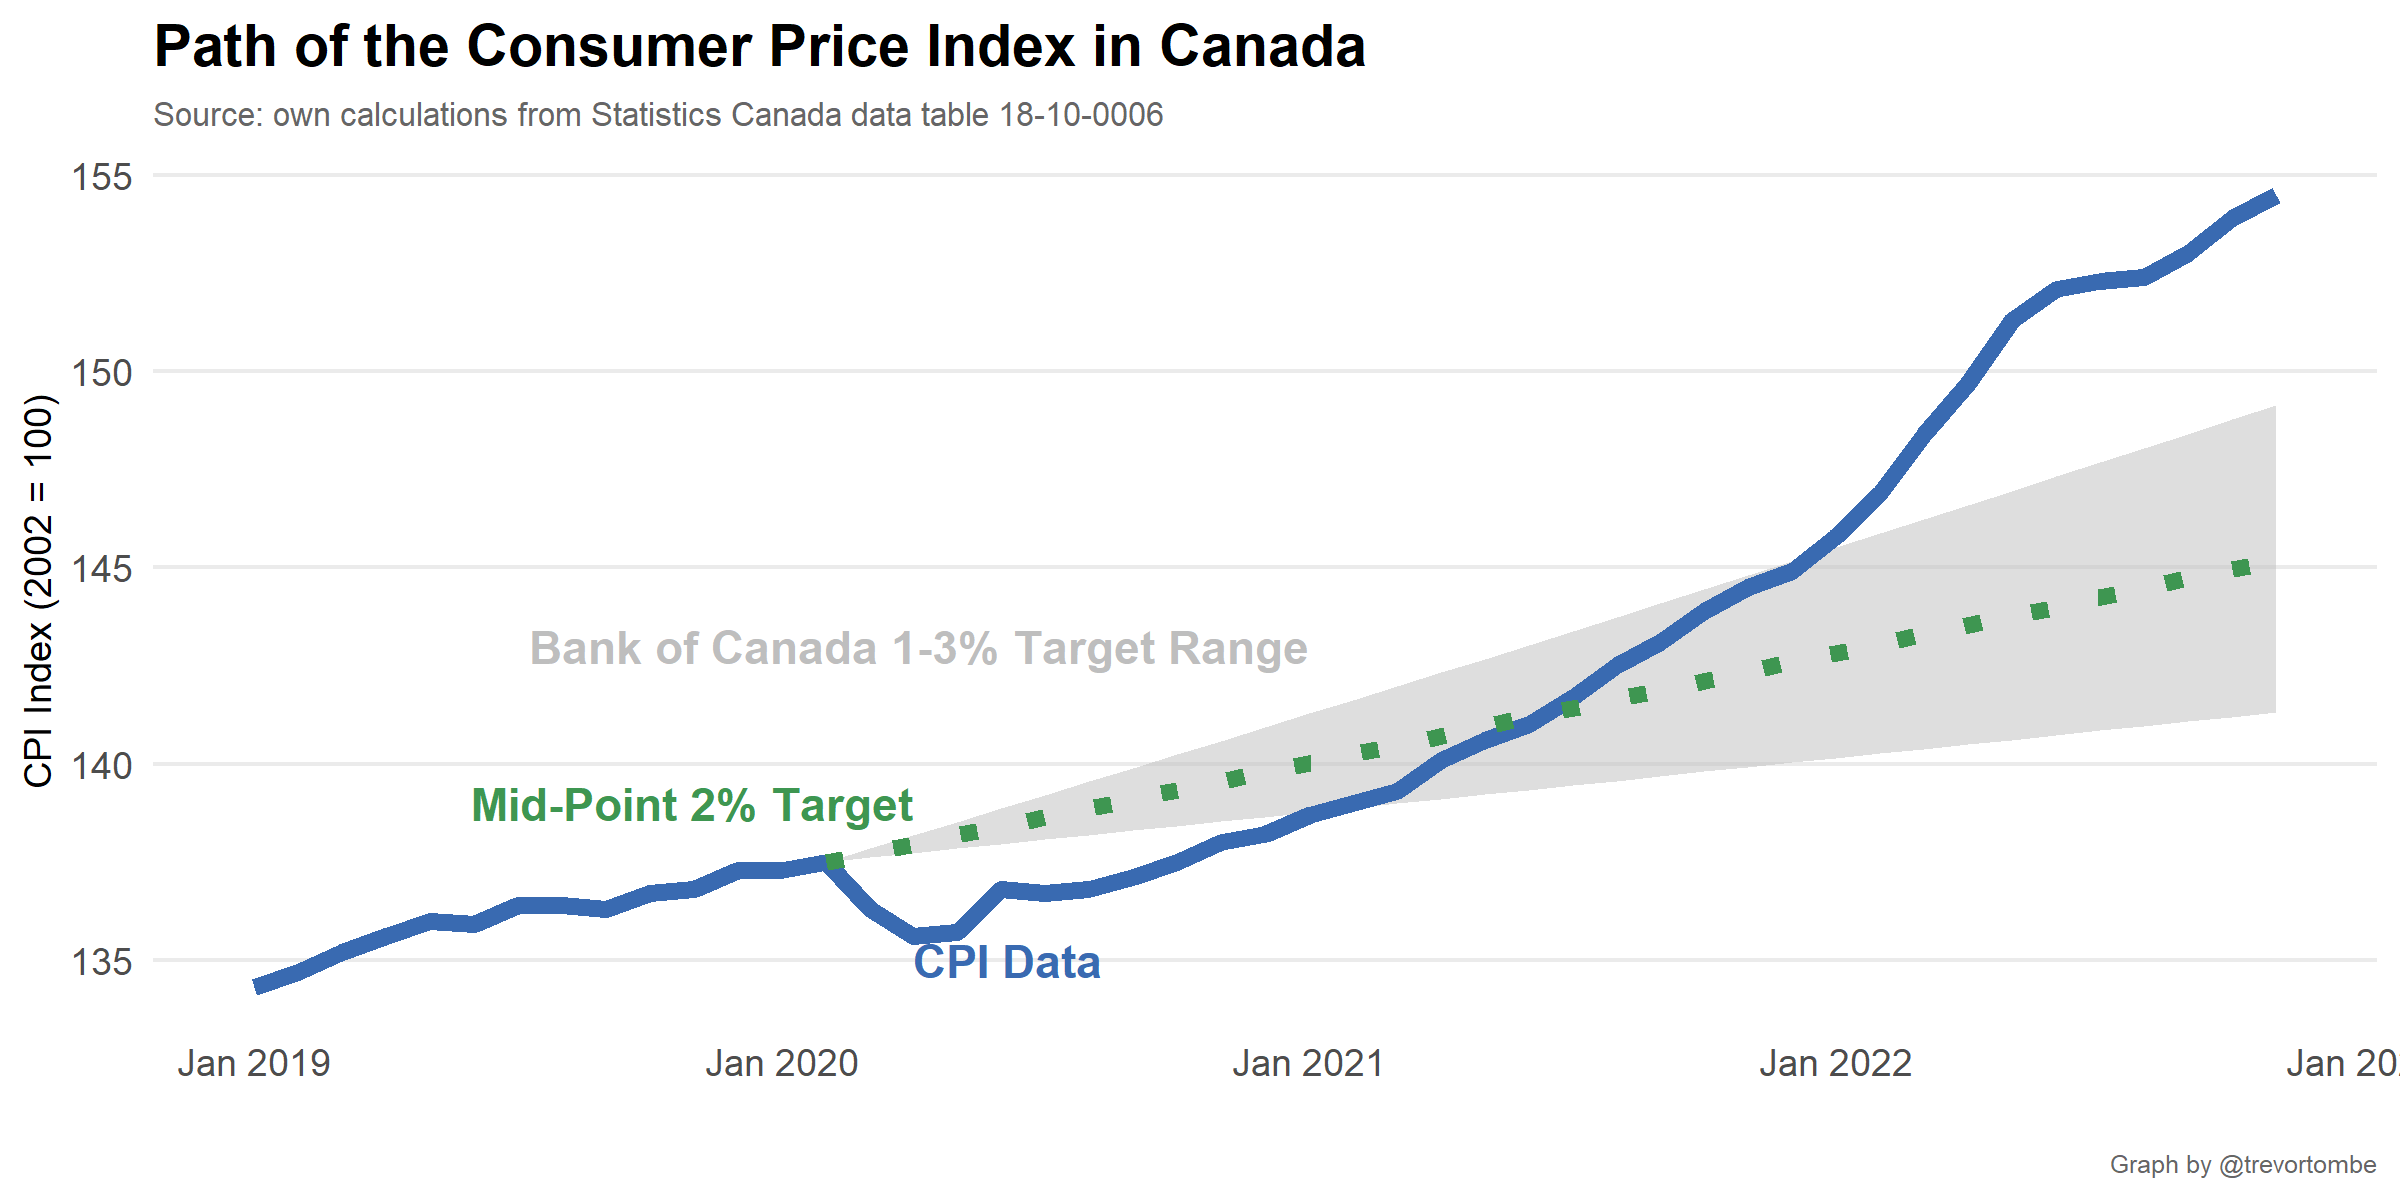 Path of the Consumer Price Index in Canada
Source: own calculations from Statistics Canada data table 18-10-0006
CPI Index (2002 = 100)
155
150
145
140
135
Bank of Canada 1-3% Target Range
Mid-Point 2% Target
CPI Data
Jan 2019
Jan 2020
Jan 2021
Jan 2022
Jan 202
Graph by @trevortombe